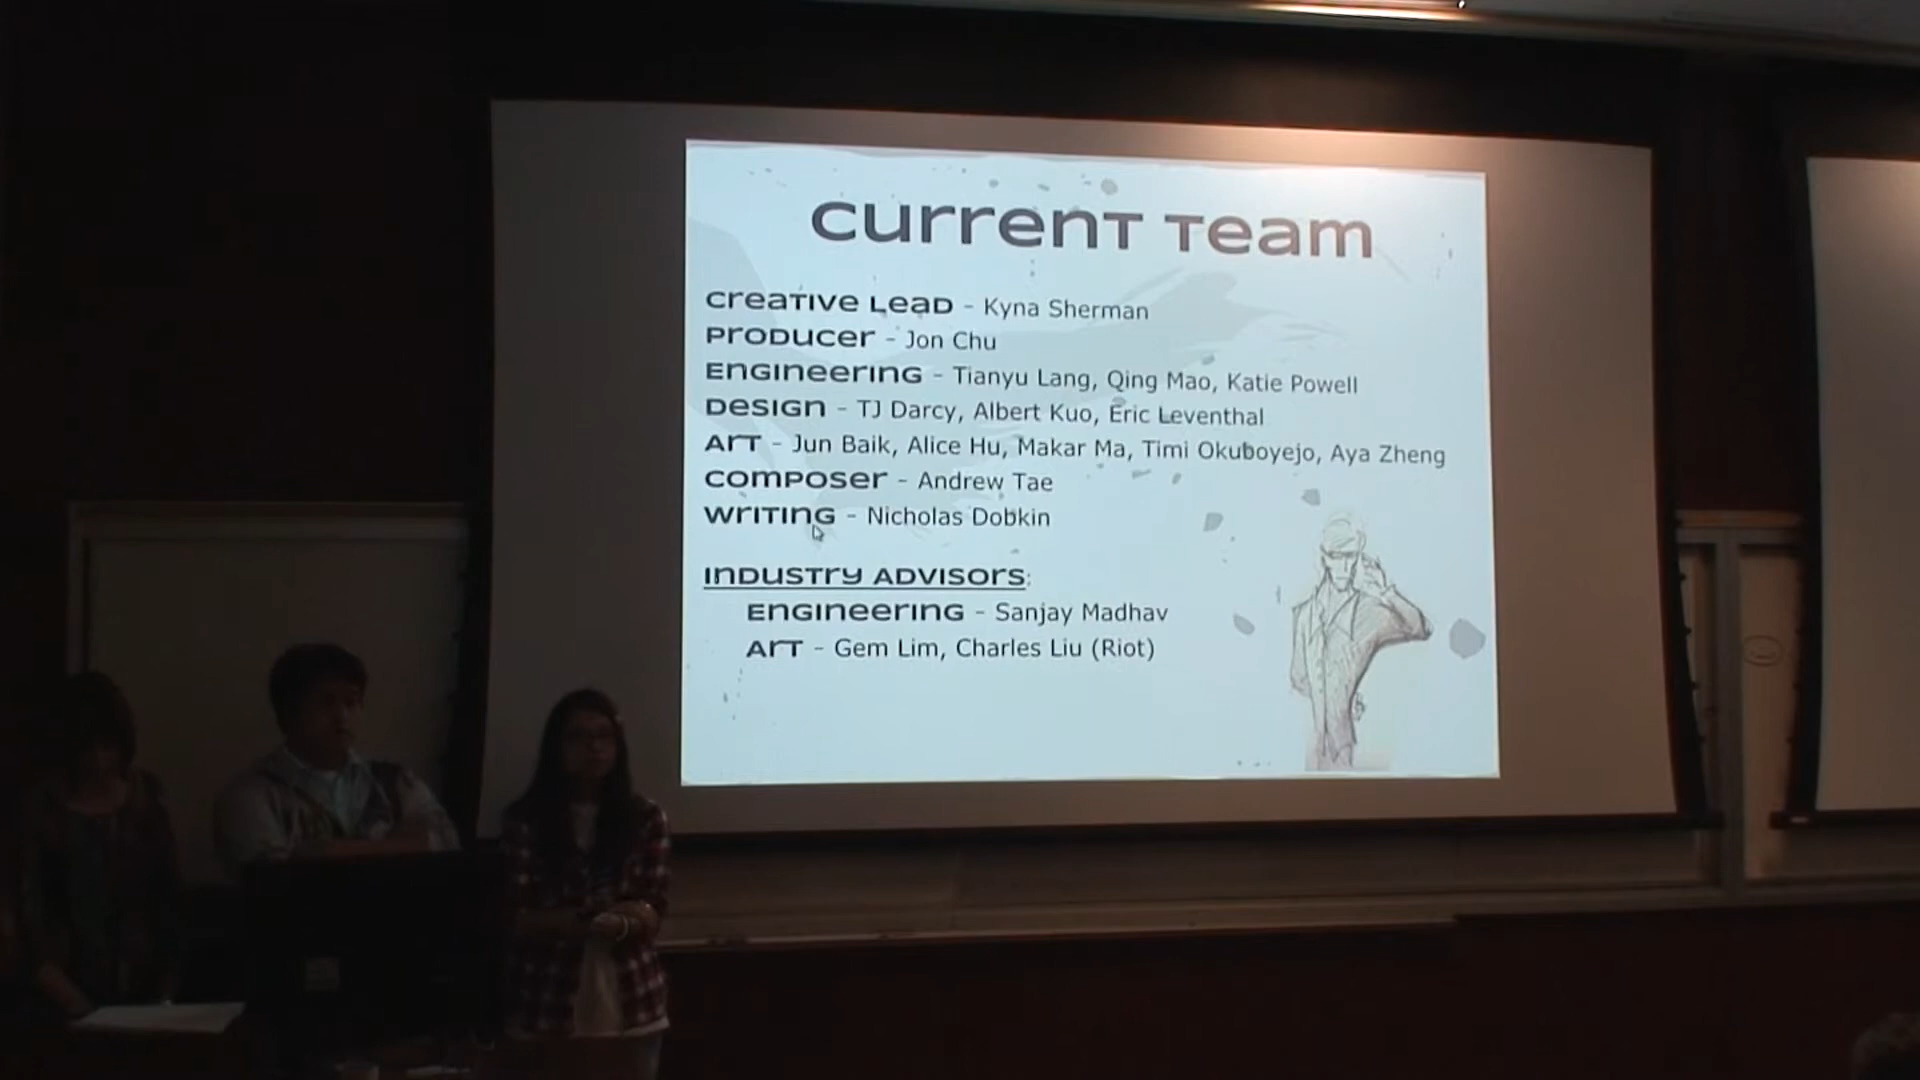 Current Team
Creative Lead - Kyna Sherman
Producer - Jon Chu
Engineering - Tianyu Lang, Qing Mao, Katie Powell
Design - TJ Darcy, Albert Kuo, Eric Leventhal
Art - Jun Baik, Alice Hu, Makar Ma, Timi Okuboyejo, Aya Zheng
Composer - Andrew Tae
Writing - Nicholas Dobkin
Industry Advisors:
Engineering - Sanjay Madhav
Art - Gem Lim, Charles Liu (Riot)